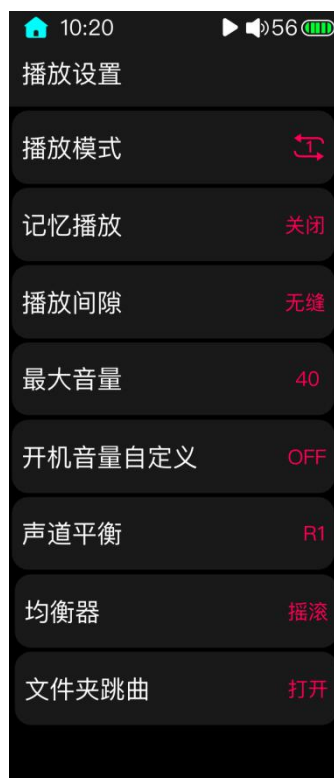 10:20 56
播放设置
播放模式 1
记忆播放 关闭
播放间隙 无缝
最大音量 40
开机音量自定义 OFF
声道平衡 R1
均衡器 摇滚
文件夹跳曲 打开